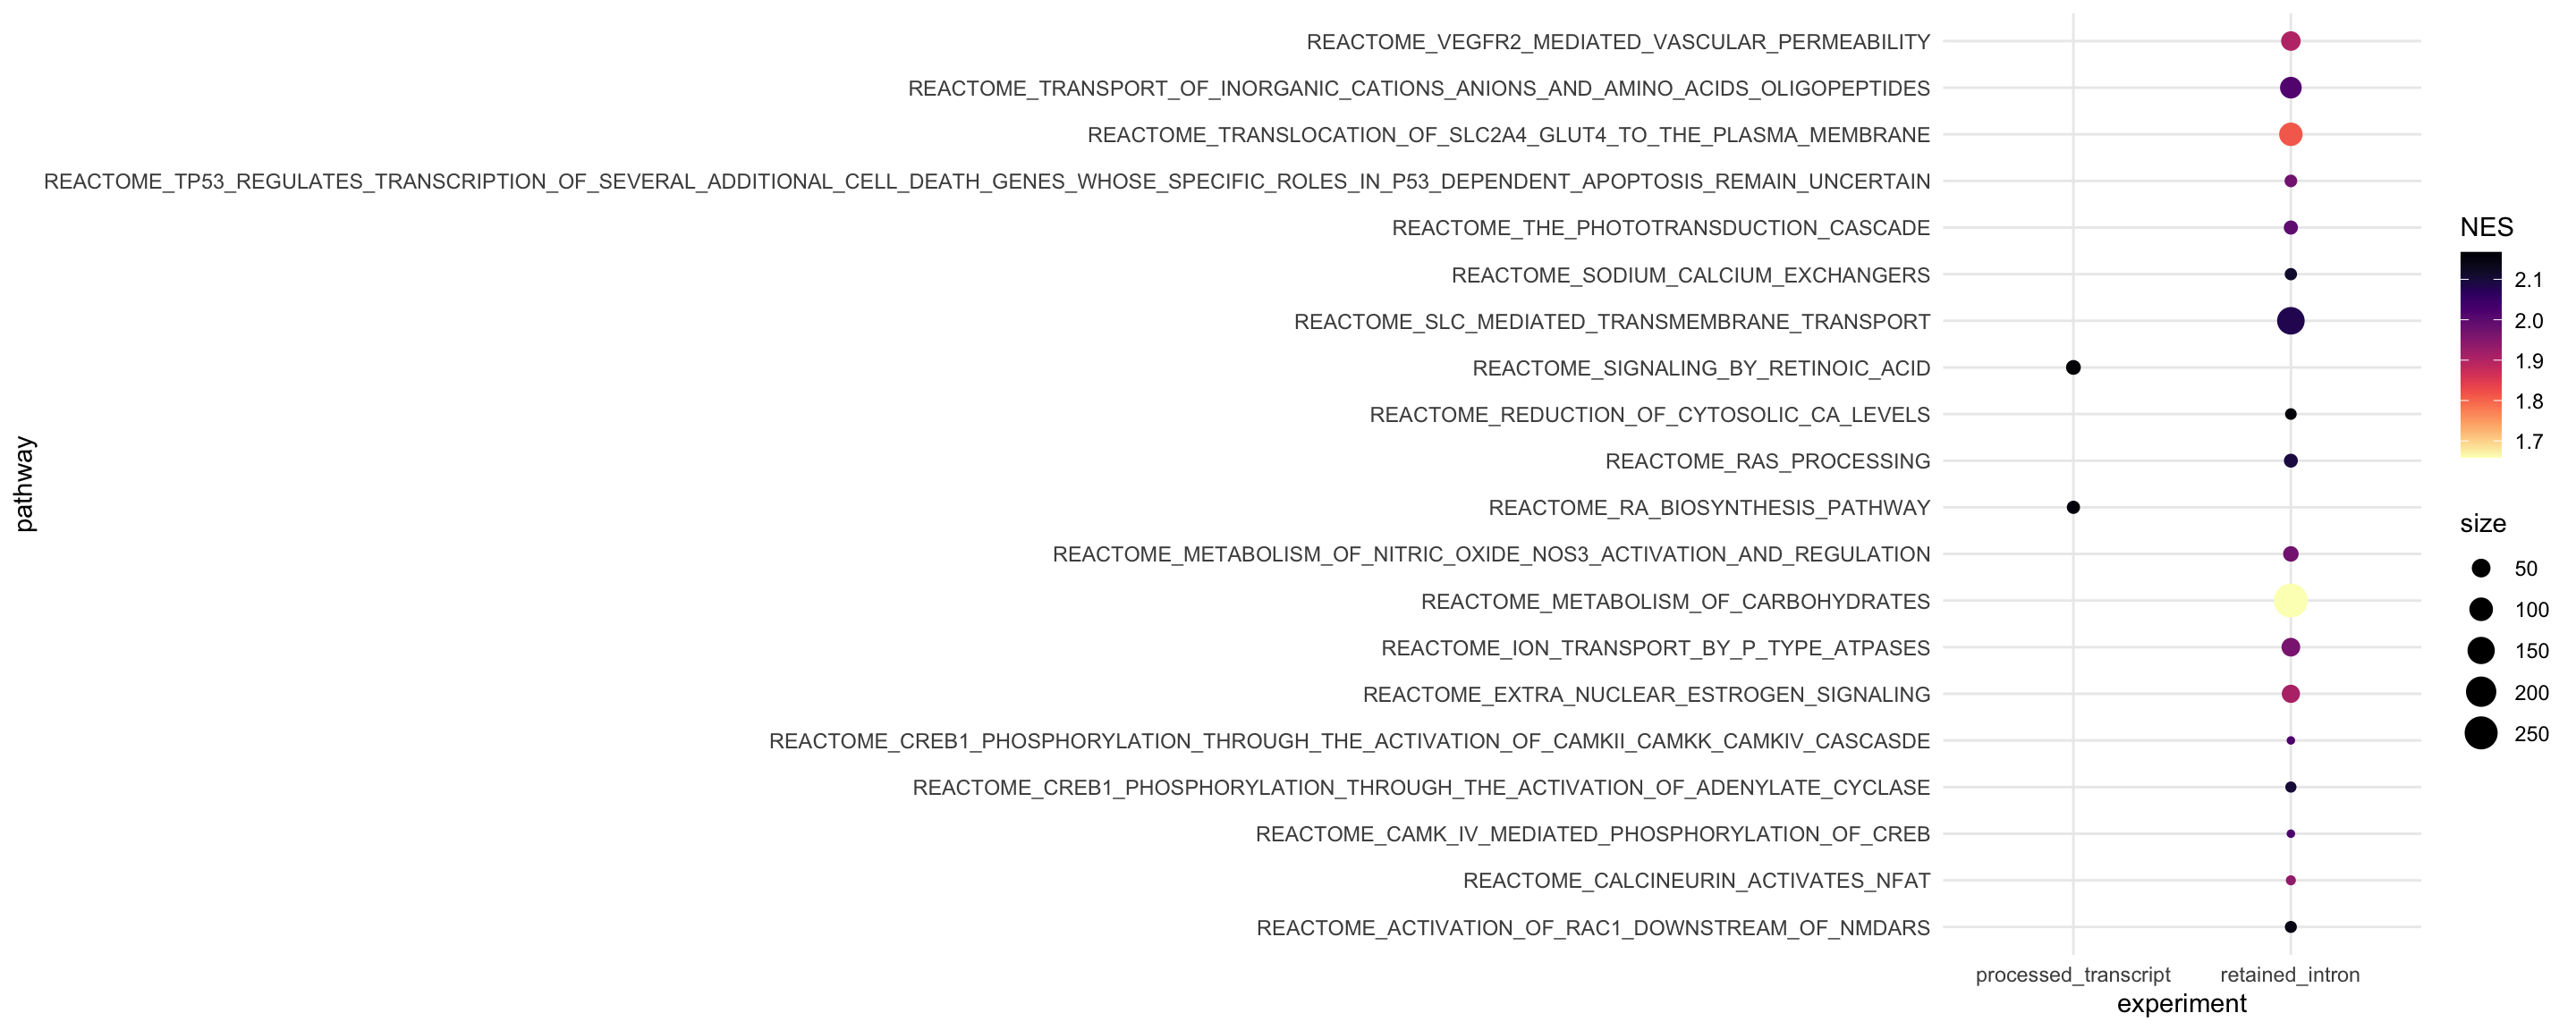 REACTOME_VEGFR2_MEDIATED_VASCULAR_PERMEABILITY
REACTOME_TRANSPORT_OF_INORGANIC_CATIONS_ANIONS_AND_AMINO_ACIDS_OLIGOPEPTIDES
REACTOME_TRANSLOCATION_OF_SLC2A4_GLUT4_TO_THE_PLASMA_MEMBRANE
REACTOME_TP53_REGULATES_TRANSCRIPTION_OF_SEVERAL_ADDITIONAL_CELL_DEATH_GENES_WHOSE_SPECIFIC_ROLES_IN_P53_DEPENDENT_APOPTOSIS_REMAIN_UNCERTAIN
REACTOME_THE_PHOTOTRANSDUCTION_CASCADE
REACTOME_SODIUM_CALCIUM_EXCHANGERS
REACTOME_SLC_MEDIATED_TRANSMEMBRANE_TRANSPORT
REACTOME_SIGNALING_BY_RETINOIC_ACID
REACTOME_REDUCTION_OF_CYTOSOLIC_CA_LEVELS
REACTOME_RAS_PROCESSING
REACTOME_RA_BIOSYNTHESIS_PATHWAY
REACTOME_METABOLISM_OF_NITRIC_OXIDE_NOS3_ACTIVATION_AND_REGULATION
REACTOME_METABOLISM_OF_CARBOHYDRATES
REACTOME_ION_TRANSPORT_BY_P_TYPE_ATPASES
REACTOME_EXTRA_NUCLEAR_ESTROGEN_SIGNALING
REACTOME_CREB1_PHOSPHORYLATION_THROUGH_THE_ACTIVATION_OF_CAMKII_CAMKK_CAMKIV_CASCASDE
REACTOME_CREB1_PHOSPHORYLATION_THROUGH_THE_ACTIVATION_OF_ADENYLATE_CYCLASE
REACTOME_CAMK_IV_MEDIATED_PHOSPHORYLATION_OF_CREB
REACTOME_CALCINEURIN_ACTIVATES_NFAT
REACTOME_ACTIVATION_OF_RAC1_DOWNSTREAM_OF_NMDARS
pathway
processed_transcript retained_intron
experiment
NES
2.1
2.0
1.9
1.8
1.7
size
50
100
150
200
250